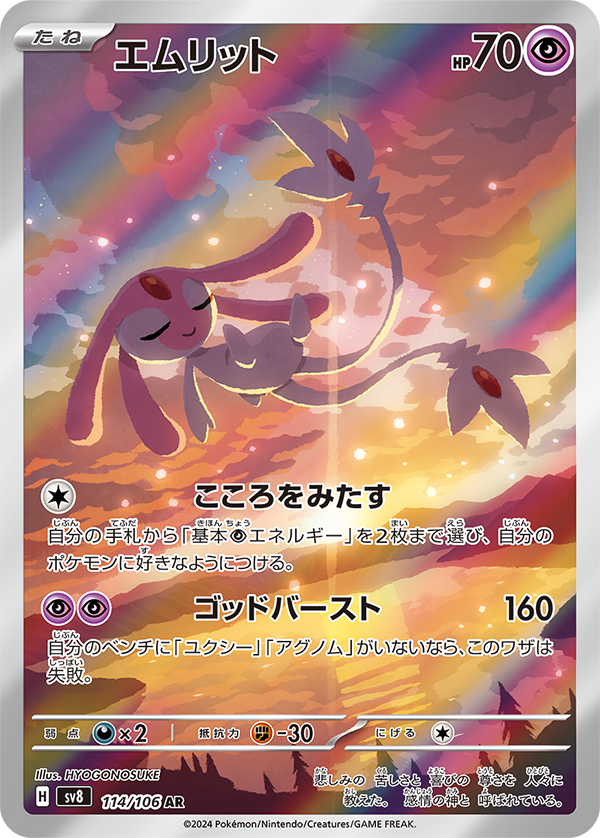 たね エムリット HP70
こころをみたす
自分の手札から「基本エネルギー」を2枚まで選び、自分の
ポケモンに好きなようにつける。
ゴッドバースト 160
自分のベンチに「ユクシー」「アグノム」がいないなら、このワザは
失敗。
弱点 ×2 抵抗力 -30 にげる
Illus. HYOGONOSUKE
悲しみの 苦しさと 喜びの 尊さを 人々に
教えた。 感情の神と 呼ばれている。
H sv8 114/106 AR
©2024 Pokémon/Nintendo/Creatures/GAME FREAK.